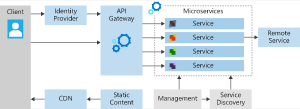 Client
Identity
Provider
API
Gateway
Microservices
Service
Service
Service
Service
Remote
Service
CDN
Static
Content
Management
Service
Discovery